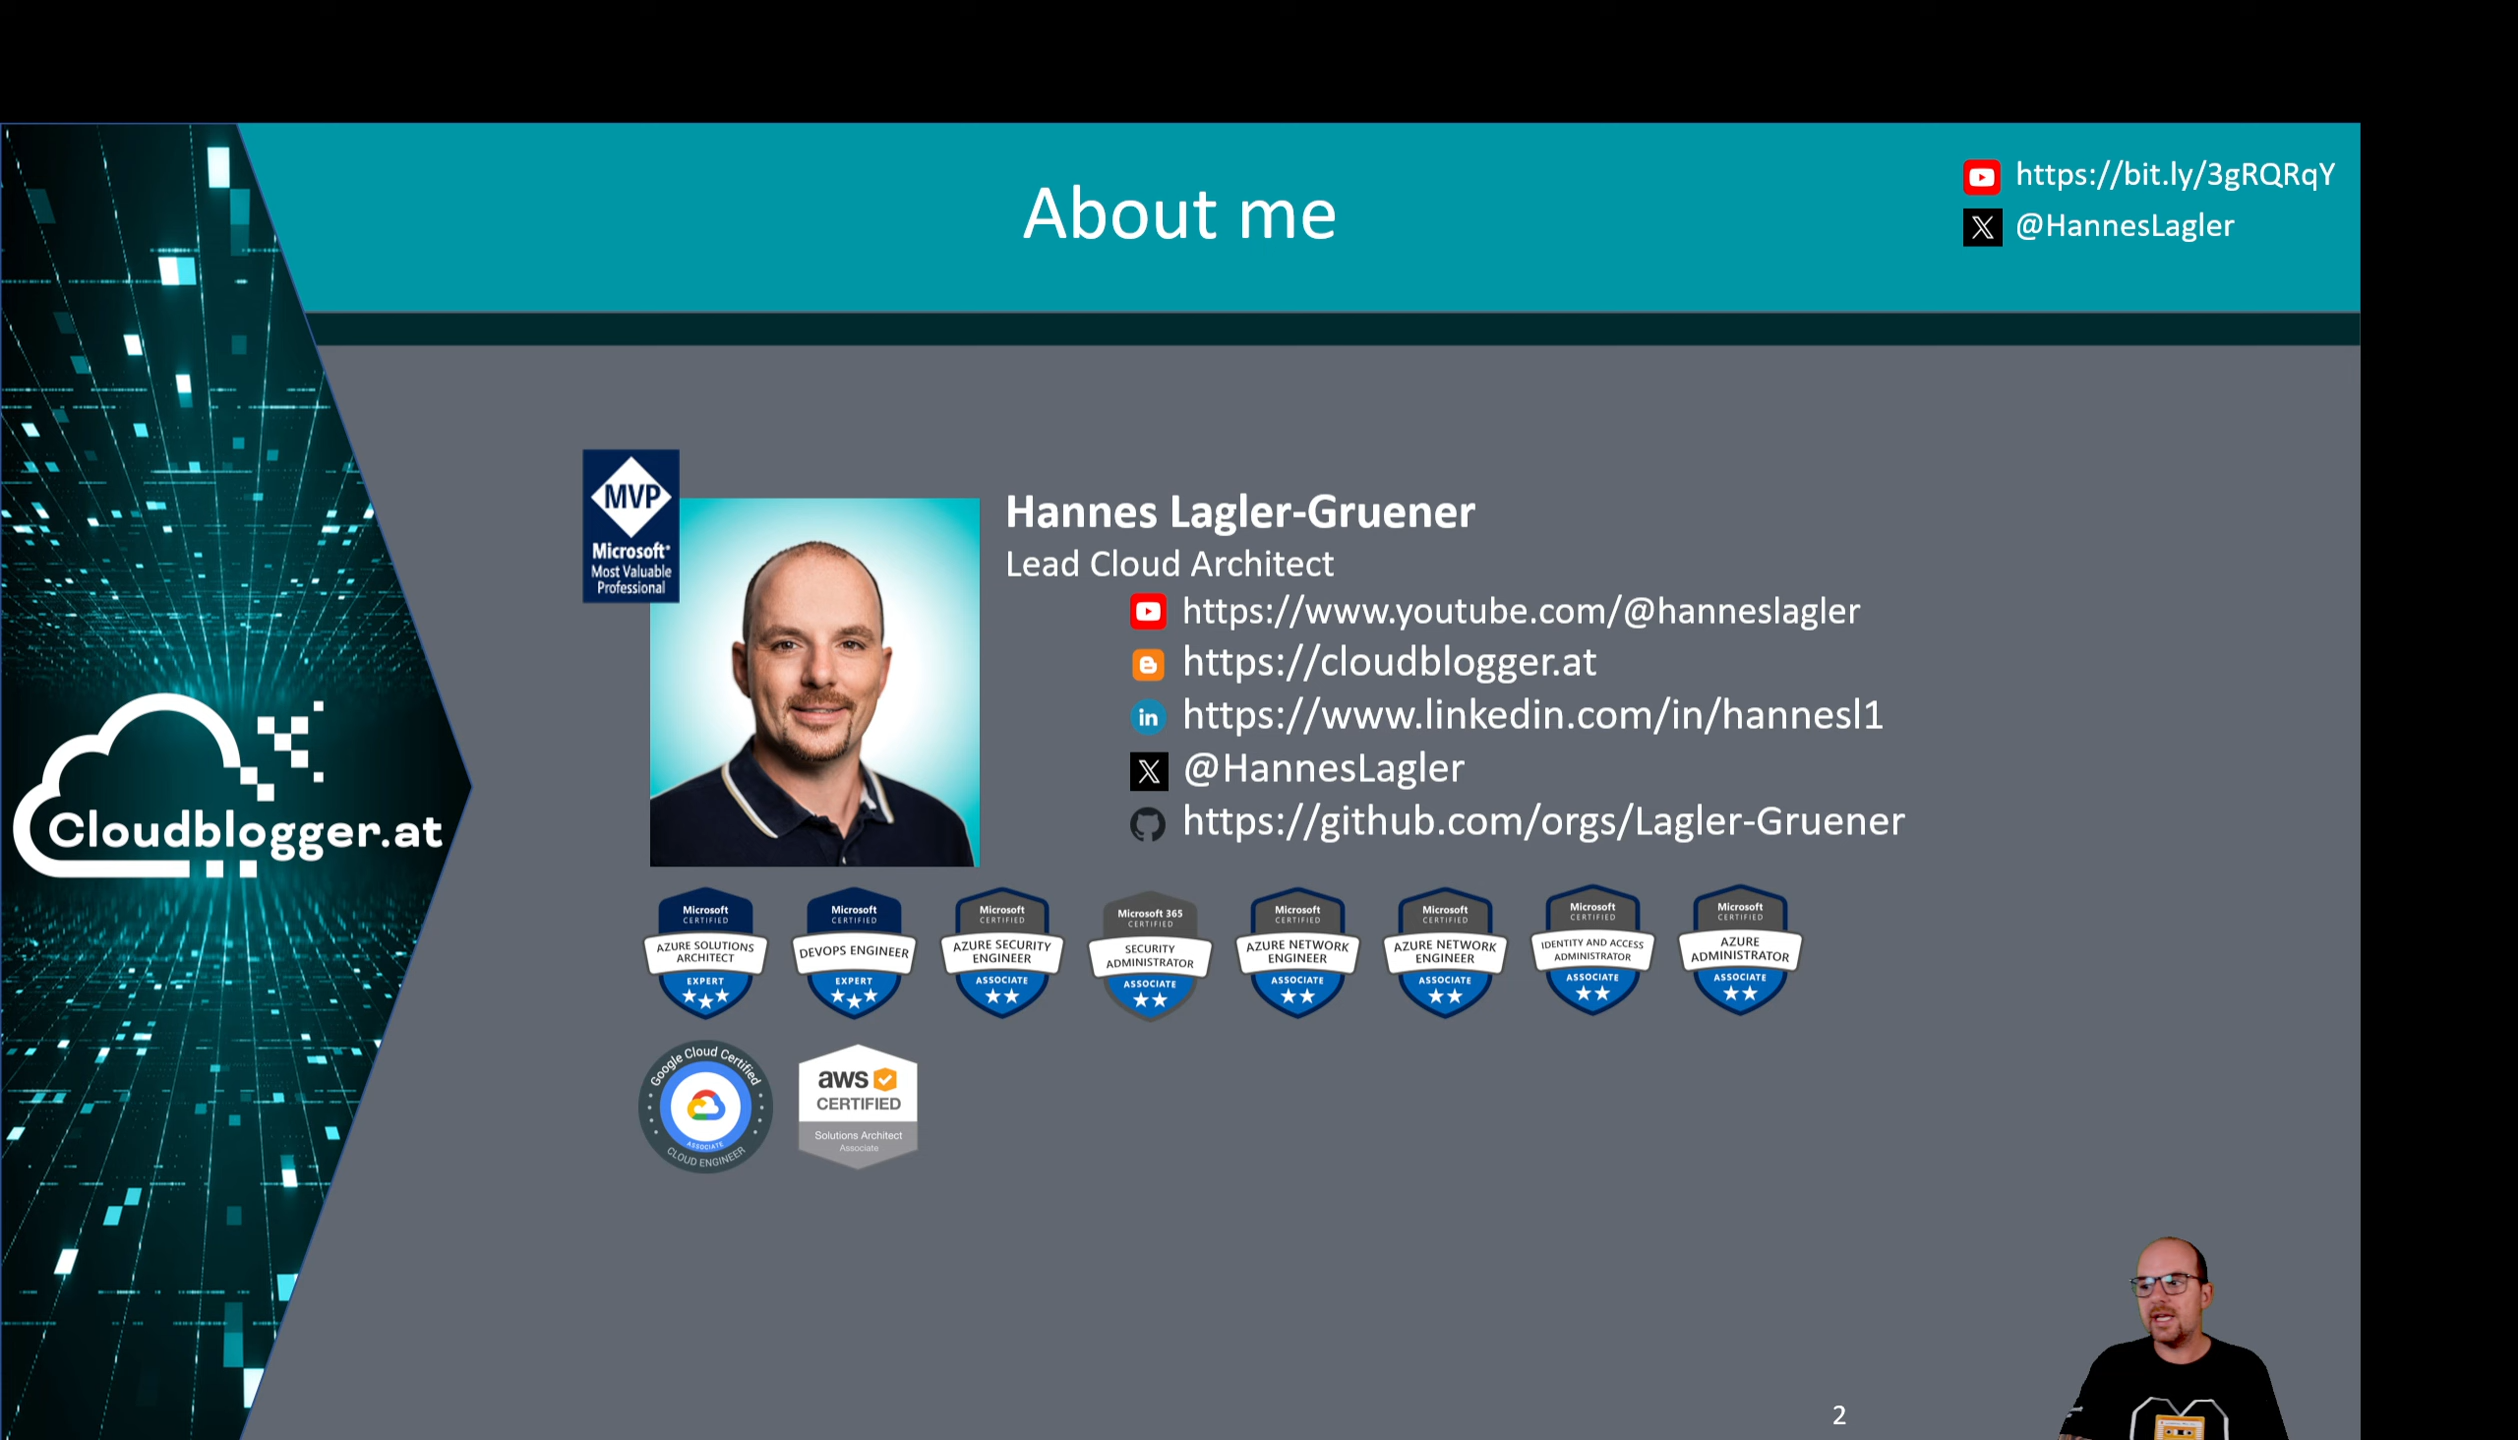 About me
https://bit.ly/3gRQRqY
@HannesLagler
MVP
Microsoft®
Most Valuable
Professional
Hannes Lagler-Gruener
Lead Cloud Architect
https://www.youtube.com/@hanneslagler
https://cloudblogger.at
in https://www.linkedin.com/in/hannesl1
@HannesLagler
https://github.com/orgs/Lagler-Gruener
Cloudblogger.at
Microsoft
CERTIFIED
AZURE SOLUTIONS
ARCHITECT
EXPERT
Microsoft
CERTIFIED
DEVOPS ENGINEER
EXPERT
Microsoft
CERTIFIED
AZURE SECURITY
ENGINEER
ASSOCIATE
Microsoft 365
CERTIFIED
SECURITY
ADMINISTRATOR
ASSOCIATE
Microsoft
CERTIFIED
AZURE NETWORK
ENGINEER
ASSOCIATE
Microsoft
CERTIFIED
AZURE NETWORK
ENGINEER
ASSOCIATE
Microsoft
CERTIFIED
IDENTITY AND ACCESS
ADMINISTRATOR
ASSOCIATE
Microsoft
CERTIFIED
AZURE
ADMINISTRATOR
ASSOCIATE
Google Cloud Certified
ASSOCIATE
CLOUD ENGINEER
aws
CERTIFIED
Solutions Architect
Associate
2